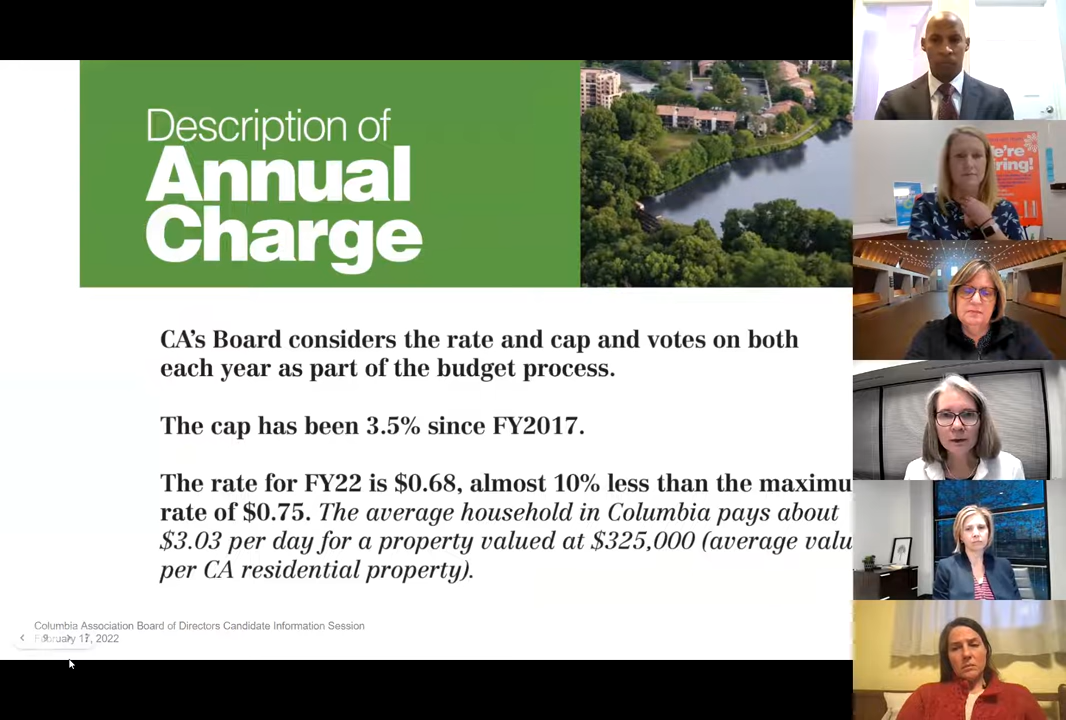 Description of
Annual
Charge
CA's Board considers the rate and cap and votes on both
each year as part of the budget process.
The cap has been 3.5% since FY2017.
The rate for FY22 is $0.68, almost 10% less than the maximu
rate of $0.75. The average household in Columbia pays about
$3.03 per day for a property valued at $325,000 (average valu
per CA residential property).
Columbia Association Board of Directors Candidate Information Session
February 17, 2022
We're